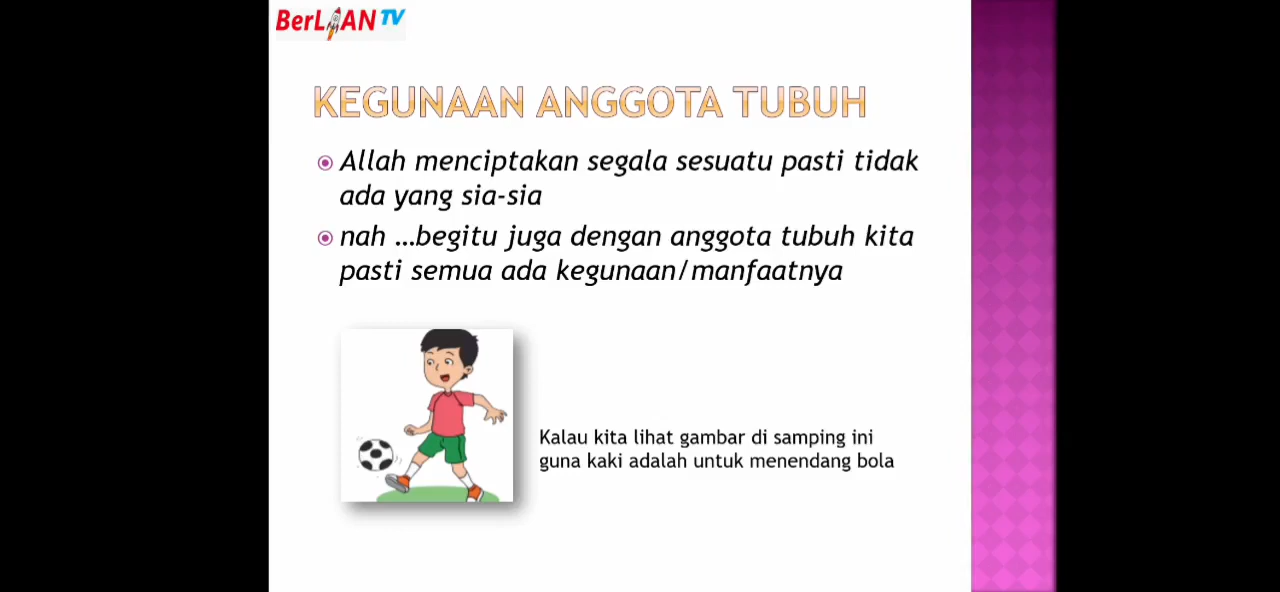 BerLIAN TV
KEGUNAAN ANGGOTA TUBUH
Allah menciptakan segala sesuatu pasti tidak
ada yang sia-sia
nah ...begitu juga dengan anggota tubuh kita
pasti semua ada kegunaan/manfaatnya
Kalau kita lihat gambar di samping ini
guna kaki adalah untuk menendang bola